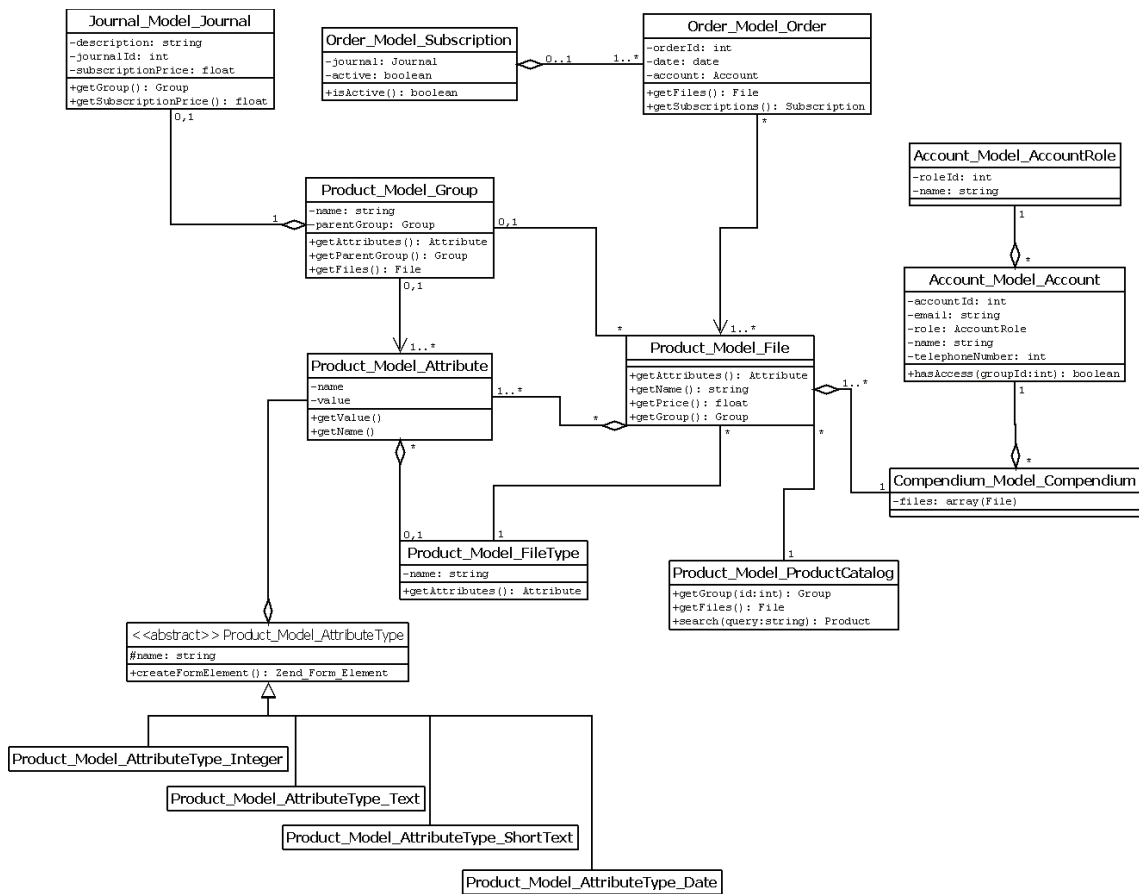 Journal_Model_Journal
-description: string
-journalId: int
-subscriptionPrice: float
+getGroup(): Group
+getSubscriptionPrice(): float
0,1
Order_Model_Subscription
-journal: Journal
-active: boolean
+isActive(): boolean
0..1
1..*
Order_Model_Order
-orderId: int
-date: date
-account: Account
+getFiles(): File
+getSubscriptions(): Subscription
*
Account_Model_AccountRole
-roleId: int
-name: string
1
*
Product_Model_Group
-name: string
-parentGroup: Group
+getAttributes(): Attribute
+getParentGroup(): Group
+getFiles(): File
1
0,1
0,1
Account_Model_Account
-accountId: int
-email: string
-role: AccountRole
-name: string
-telephoneNumber: int
+hasAccess(groupId:int): boolean
1
*
*
1..*
1..*
Product_Model_File
+getAttributes(): Attribute
+getName(): string
+getPrice(): float
+getGroup(): Group
1..*
*
*
*
Product_Model_Attribute
-name
-value
+getValue()
+getName()
1..*
*
Compendium_Model_Compendium
-files: array(File)
1
0,1
1
Product_Model_FileType
-name: string
+getAttributes(): Attribute
1
Product_Model_ProductCatalog
+getGroup(id:int): Group
+getFiles(): File
+search(query:string): Product
<<abstract>> Product_Model_AttributeType
#name: string
+createFormElement(): Zend_Form_Element
Product_Model_AttributeType_Integer
Product_Model_AttributeType_Text
Product_Model_AttributeType_ShortText
Product_Model_AttributeType_Date